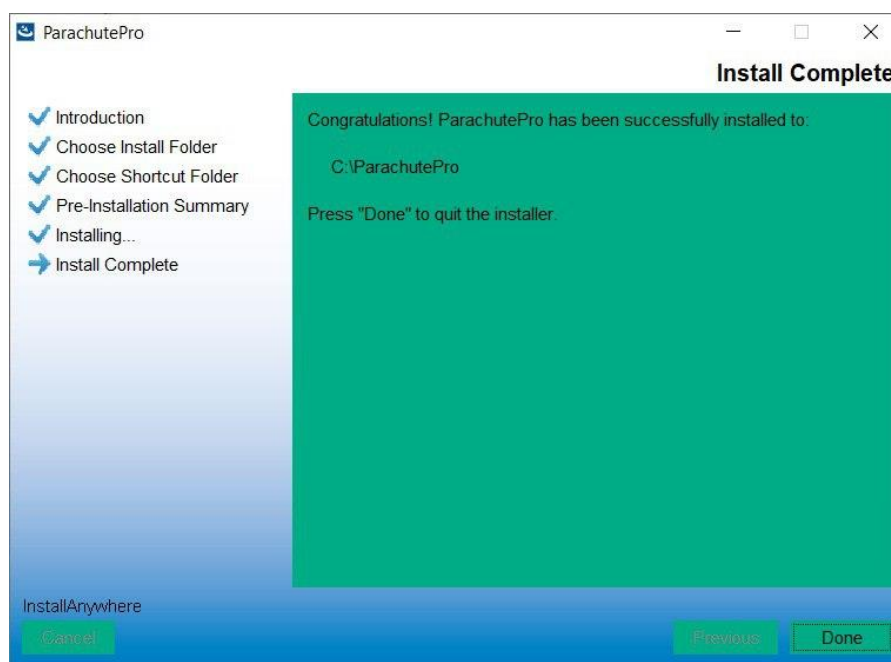 ParachutePro
Install Complete
Introduction
Choose Install Folder
Choose Shortcut Folder
Pre-Installation Summary
Installing...
Install Complete
Congratulations! ParachutePro has been successfully installed to:
C:\ParachutePro
Press "Done" to quit the installer.
InstallAnywhere
Cancel
Previous
Done